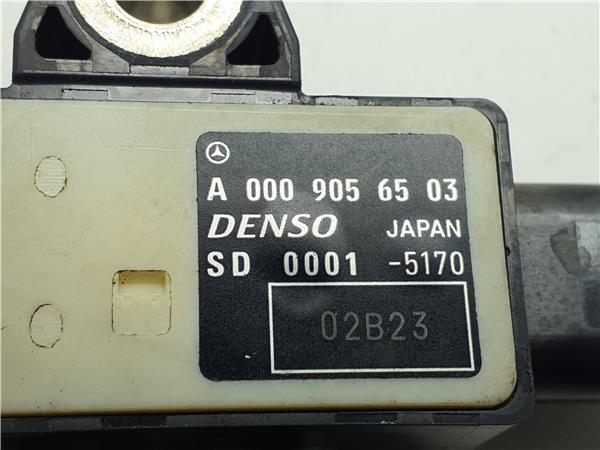 A 000 905 65 03
DENSO JAPAN
SD 0001 -5170
02B23